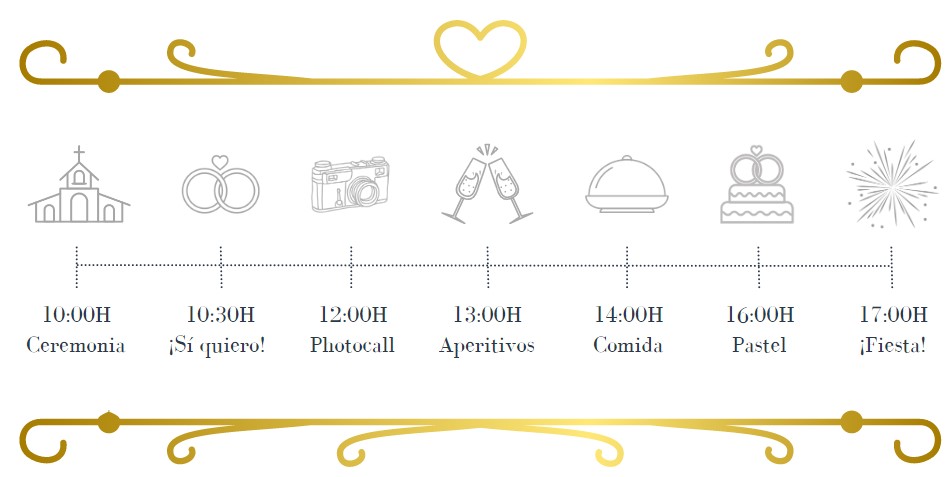 10:00H
Ceremonia
10:30H
¡Sí quiero!
12:00H
Photocall
13:00H
Aperitivos
14:00H
Comida
16:00H
Pastel
17:00H
¡Fiesta!